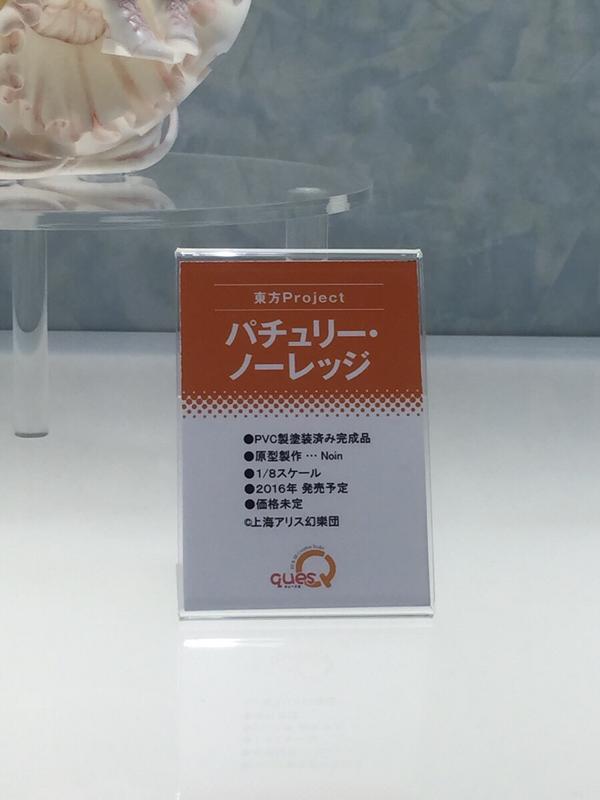 東方Project
パチュリー・
ノーレッジ
●PVC製塗装済み完成品
●原型製作 … Noin
●1/8スケール
●2016年 発売予定
●価格未定
©上海アリス幻樂団
quesQ